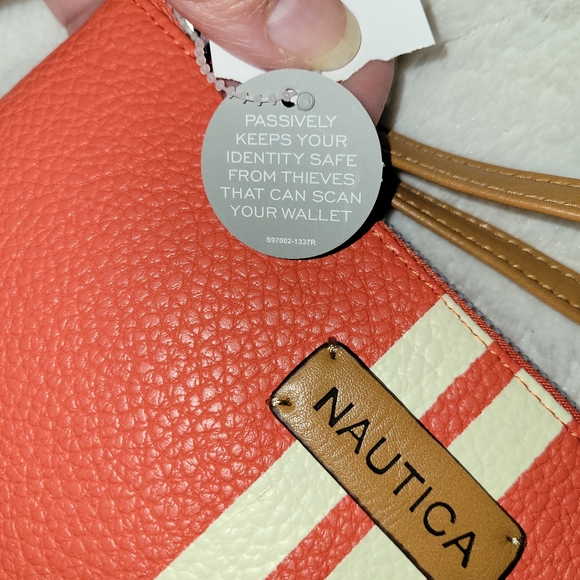 PASSIVELY
KEEPS YOUR
IDENTITY SAFE
FROM THIEVES
THAT CAN SCAN
YOUR WALLET
S97002-1337R
NAUTICA